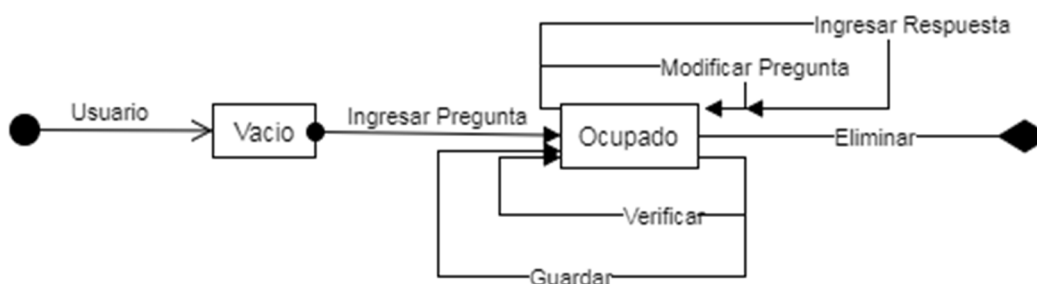 Ingresar Respuesta
Modificar Pregunta
Usuario
Vacio
Ingresar Pregunta
Ocupado
Eliminar
Verificar
Guardar